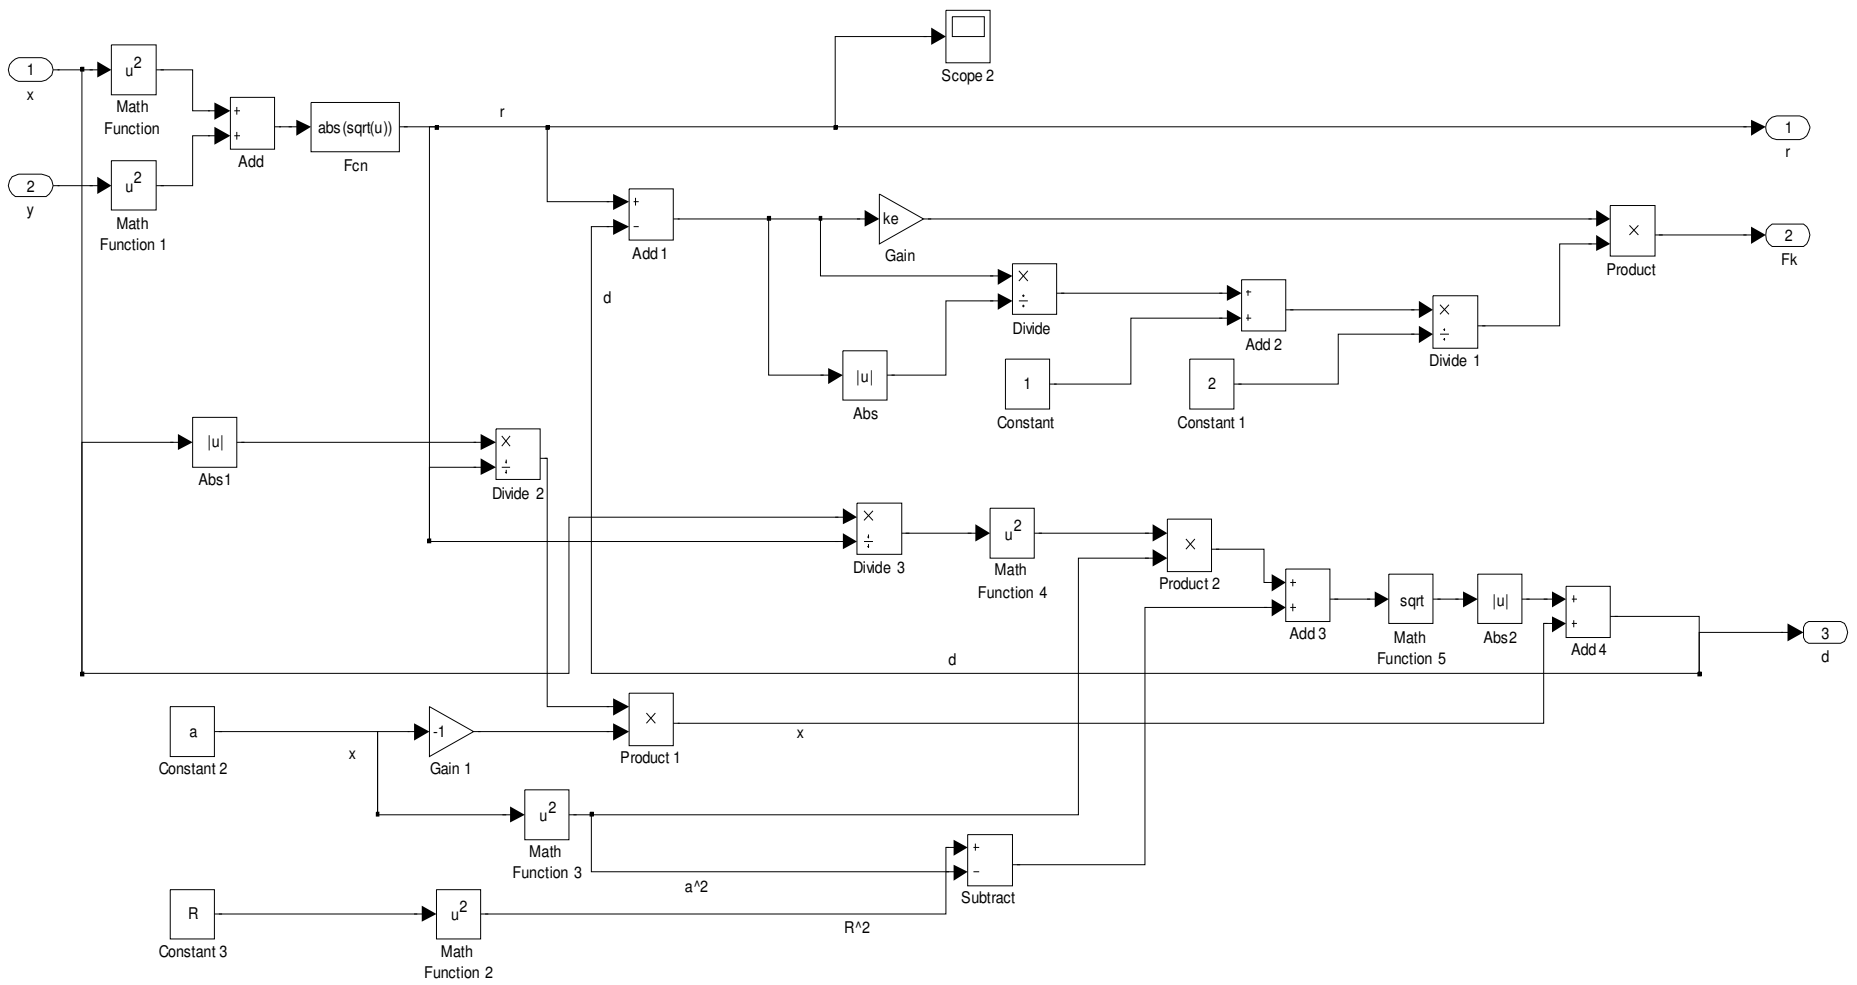 Scope 2
1
x
u2
Math
Function
+
+
Add
abs(sqrt(u))
Fcn
r
1
r
2
y
u2
Math
Function 1
+
−
Add 1
d
ke
Gain
×
Product
2
Fk
×
÷
Divide
+
+
Add 2
×
÷
Divide 1
|u|
Abs
1
Constant
2
Constant 1
|u|
Abs1
×
÷
Divide 2
×
÷
Divide 3
u2
Math
Function 4
×
Product 2
+
+
Add 3
sqrt
Math
Function 5
|u|
Abs2
+
+
Add 4
3
d
d
a
Constant 2
x
-1
Gain 1
×
Product 1
x
u2
Math
Function 3
a^2
+
−
Subtract
R
Constant 3
u2
Math
Function 2
R^2